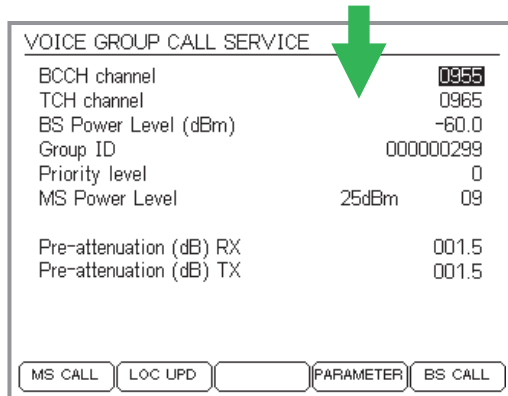 VOICE GROUP CALL SERVICE
BCCH channel 0955
TCH channel 0965
BS Power Level (dBm) -60.0
Group ID 000000299
Priority level 0
MS Power Level 25dBm 09
Pre-attenuation (dB) RX 001.5
Pre-attenuation (dB) TX 001.5
MS CALL LOC UPD PARAMETER BS CALL